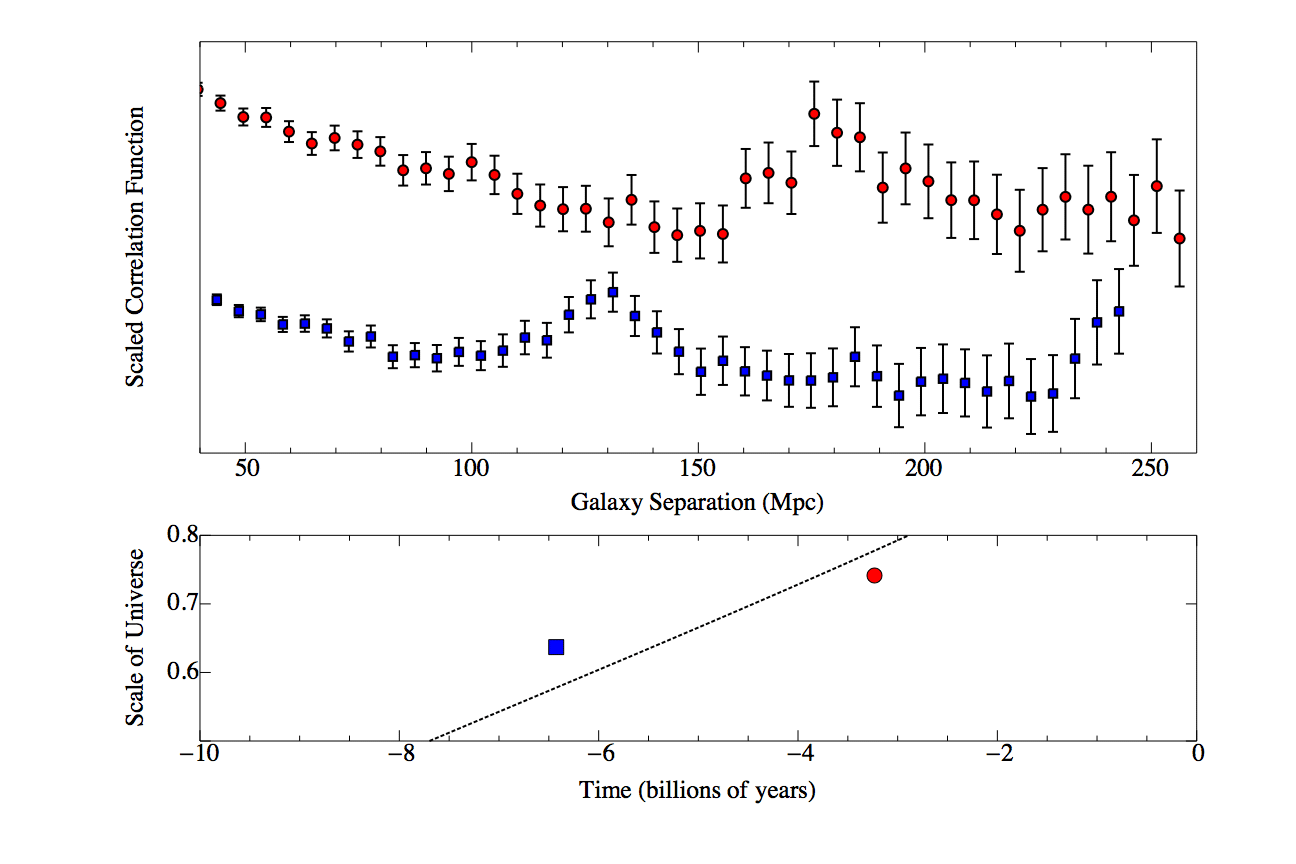 Scaled Correlation Function
50 100 150 200 250
Galaxy Separation (Mpc)
Scale of Universe
0.8
0.7
0.6
−10 −8 −6 −4 −2 0
Time (billions of years)